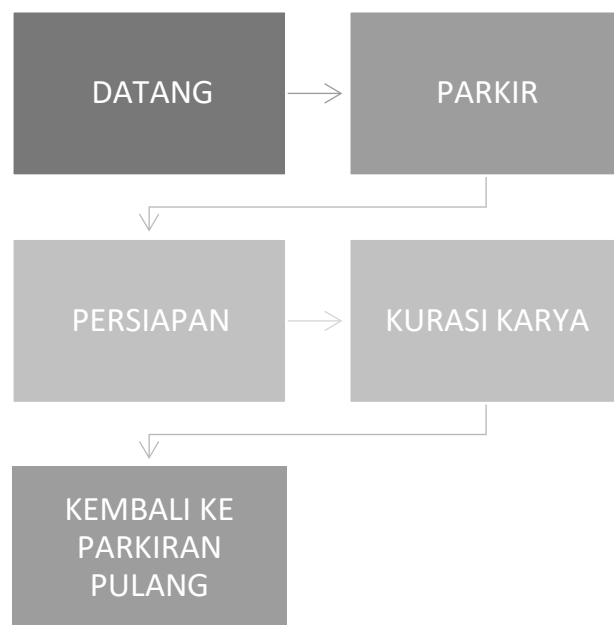 DATANG
PARKIR
PERSIAPAN
KURASI KARYA
KEMBALI KE
PARKIRAN
PULANG